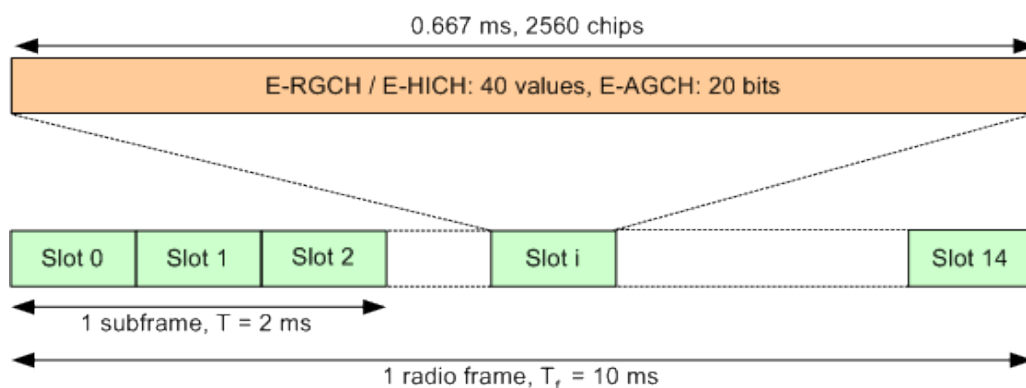 0.667 ms, 2560 chips
E-RGCH / E-HICH: 40 values, E-AGCH: 20 bits
Slot 0 Slot 1 Slot 2 Slot i Slot 14
1 subframe, T = 2 ms
1 radio frame, Tf = 10 ms